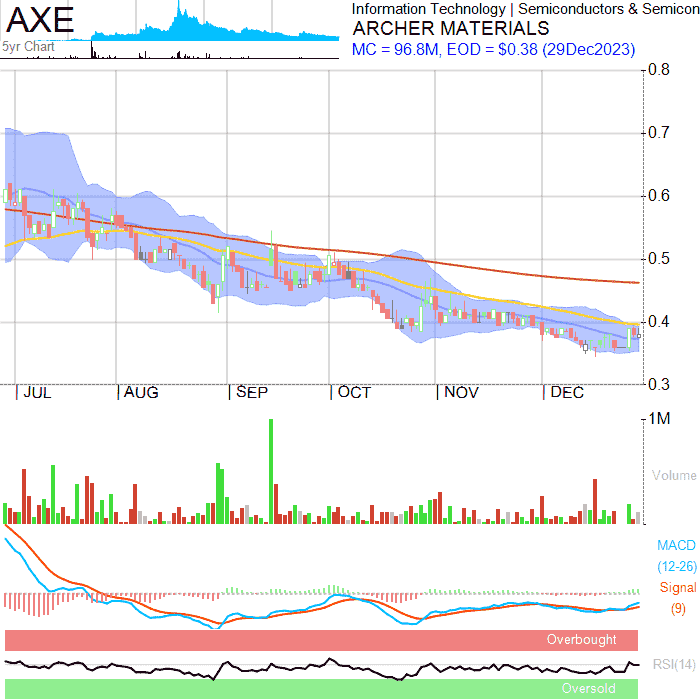 AXE
5yr Chart
Information Technology | Semiconductors & Semicon
ARCHER MATERIALS
MC = 96.8M, EOD = $0.38 (29Dec2023)
0.8
0.7
0.6
0.5
0.4
0.3
JUL
AUG
SEP
OCT
NOV
DEC
1M
Volume
MACD
(12-26)
Signal
(9)
Overbought
RSI(14)
Oversold